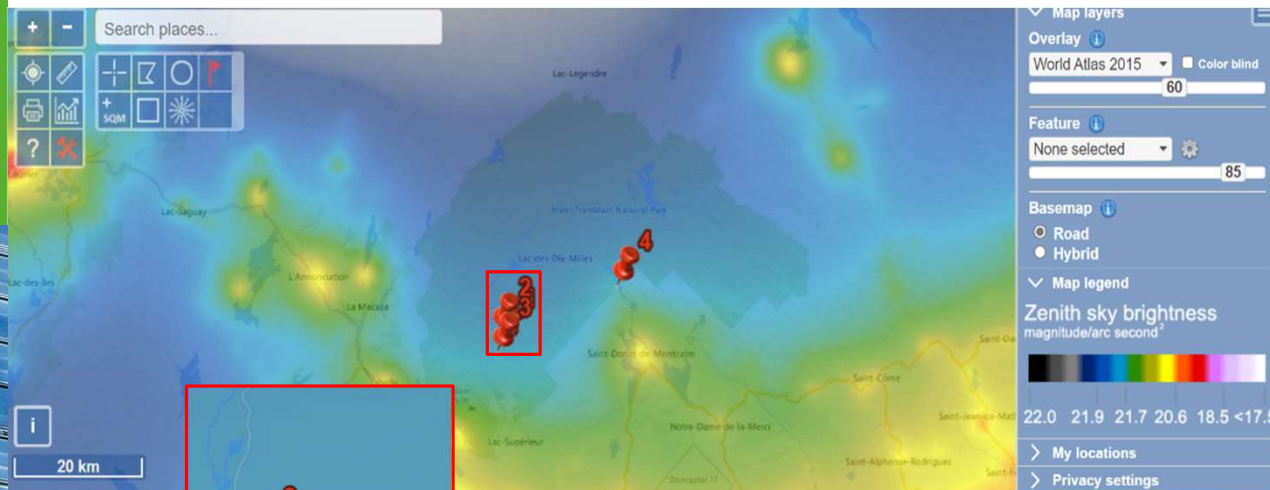 + -
Search places...
+
SQM
?
i
20 km
Lac-Legendre
Laurier
Lac-Saguay
Mont-Tremblant National Park
Lac-des-Dix-Milles
Lac-des-Iles
L'Annonciation
La Macaza
2
3
4
Saint-Donat de Montcalm
Saint-Côme
Notre-Dame-de-la-Merci
Lac-Supérieur
Saint-Alphonse-Rodriguez
Doncaster IT
Map layers
Overlay i
World Atlas 2015
Color blind
60
Feature i
None selected
85
Basemap i
Road
Hybrid
Map legend
Zenith sky brightness
magnitude/arc second²
22.0 21.9 21.7 20.6 18.5 <17.5
My locations
Privacy settings